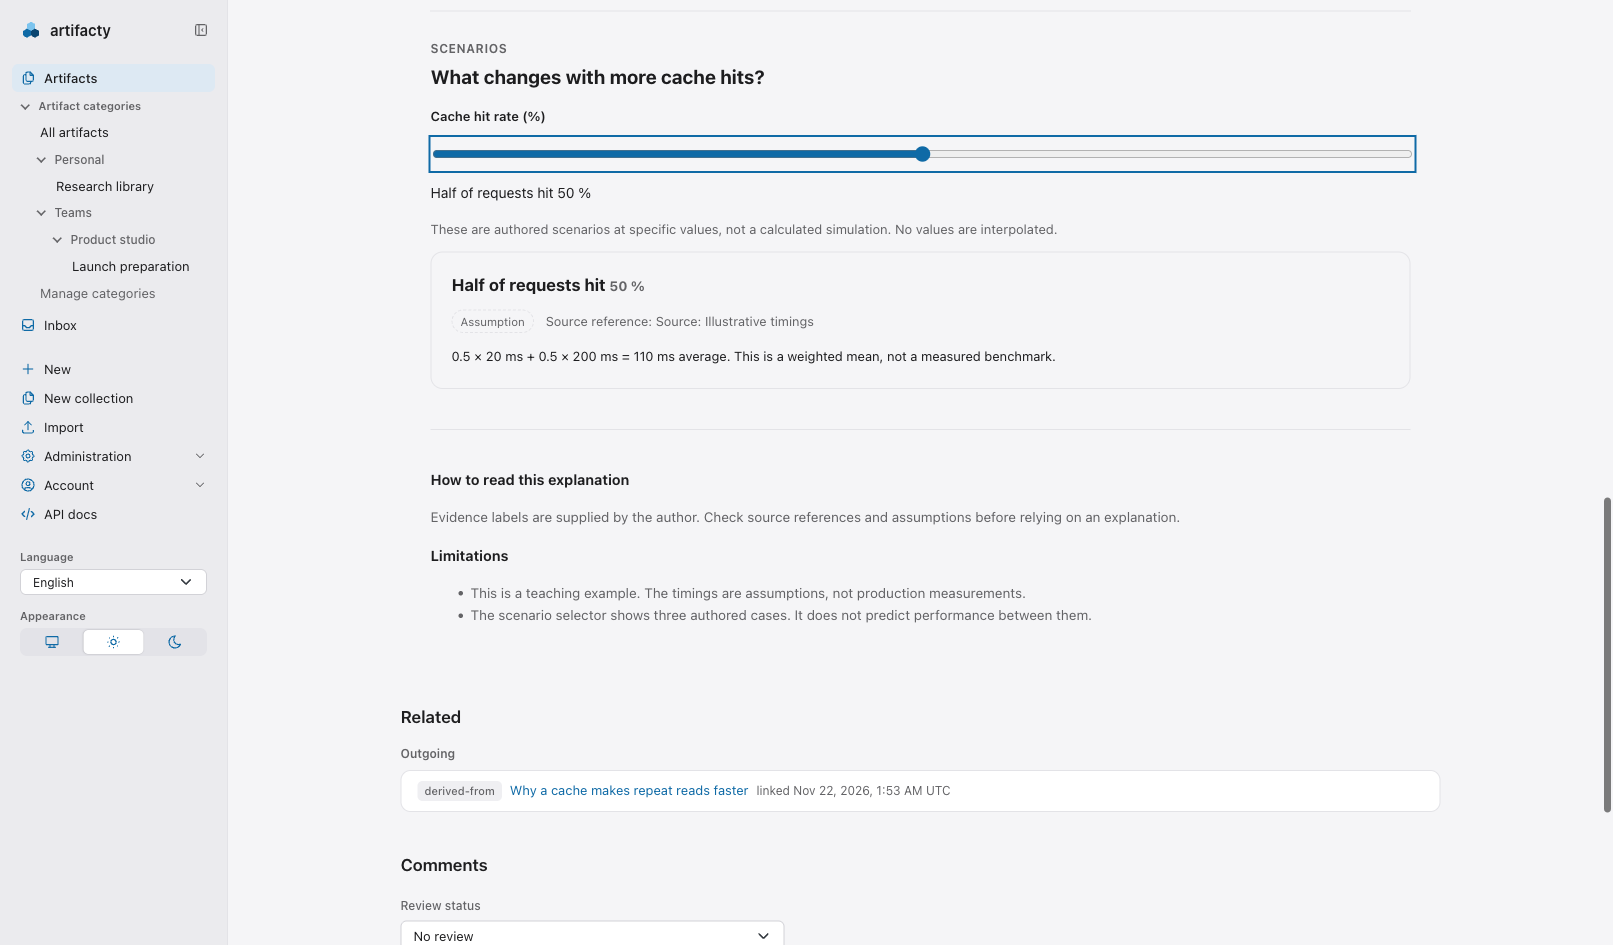 artifacty
Artifacts
Artifact categories
All artifacts
Personal
Research library
Teams
Product studio
Launch preparation
Manage categories
Inbox
New
New collection
Import
Administration
Account
API docs
Language
English
Appearance
SCENARIOS
What changes with more cache hits?
Cache hit rate (%)
Half of requests hit 50 %
These are authored scenarios at specific values, not a calculated simulation. No values are interpolated.
Half of requests hit 50 %
Assumption Source reference: Source: Illustrative timings
0.5 × 20 ms + 0.5 × 200 ms = 110 ms average. This is a weighted mean, not a measured benchmark.
How to read this explanation
Evidence labels are supplied by the author. Check source references and assumptions before relying on an explanation.
Limitations
• This is a teaching example. The timings are assumptions, not production measurements.
• The scenario selector shows three authored cases. It does not predict performance between them.
Related
Outgoing
derived-from Why a cache makes repeat reads faster linked Nov 22, 2026, 1:53 AM UTC
Comments
Review status
No review